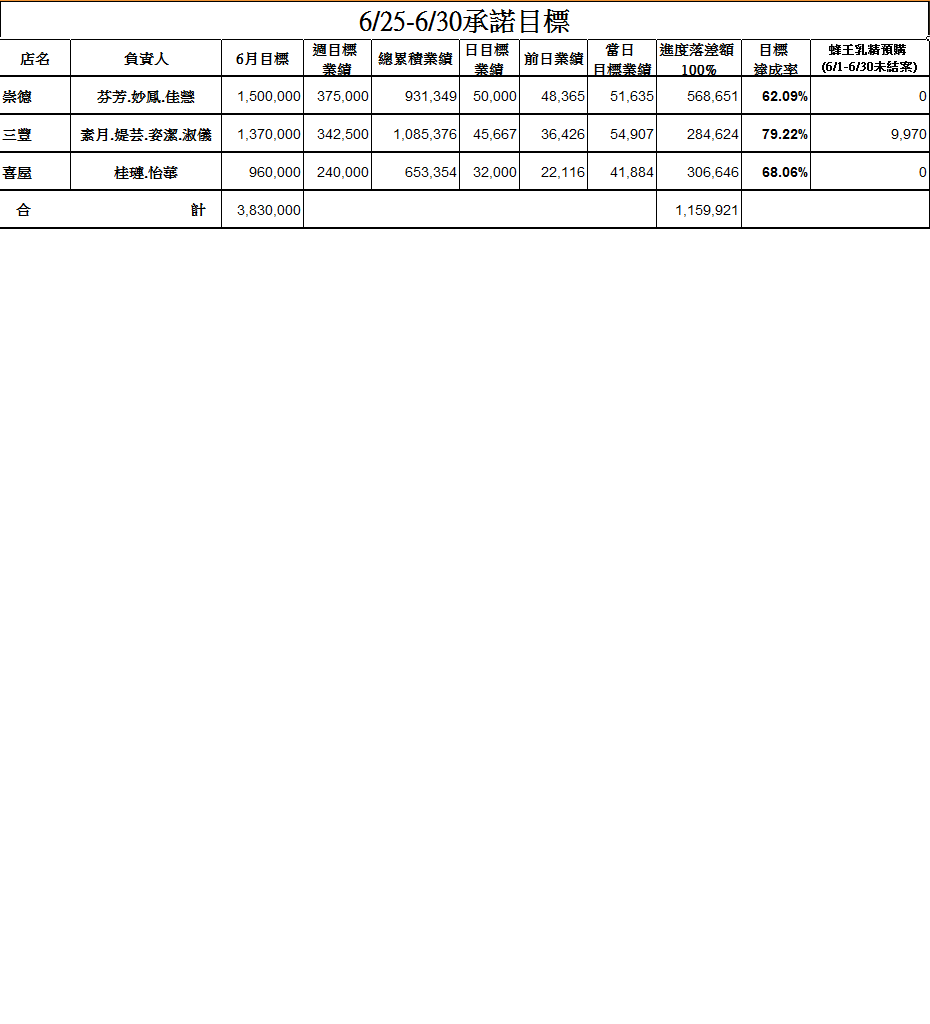 6/25-6/30承諾目標
店名 負責人 6月目標 週目標業績 總累積業績 日目標業績 前日業績 當日目標業績 進度落差額100% 目標達成率 蜂王乳精預購(6/1-6/30未結案)
崇德 芬芳.妙鳳.佳慧 1,500,000 375,000 931,349 50,000 48,365 51,635 568,651 62.09% 0
三豐 素月.媞芸.姿潔.淑儀 1,370,000 342,500 1,085,376 45,667 36,426 54,907 284,624 79.22% 9,970
喜屋 桂璉.怡華 960,000 240,000 653,354 32,000 22,116 41,884 306,646 68.06% 0
合 計 3,830,000 1,159,921